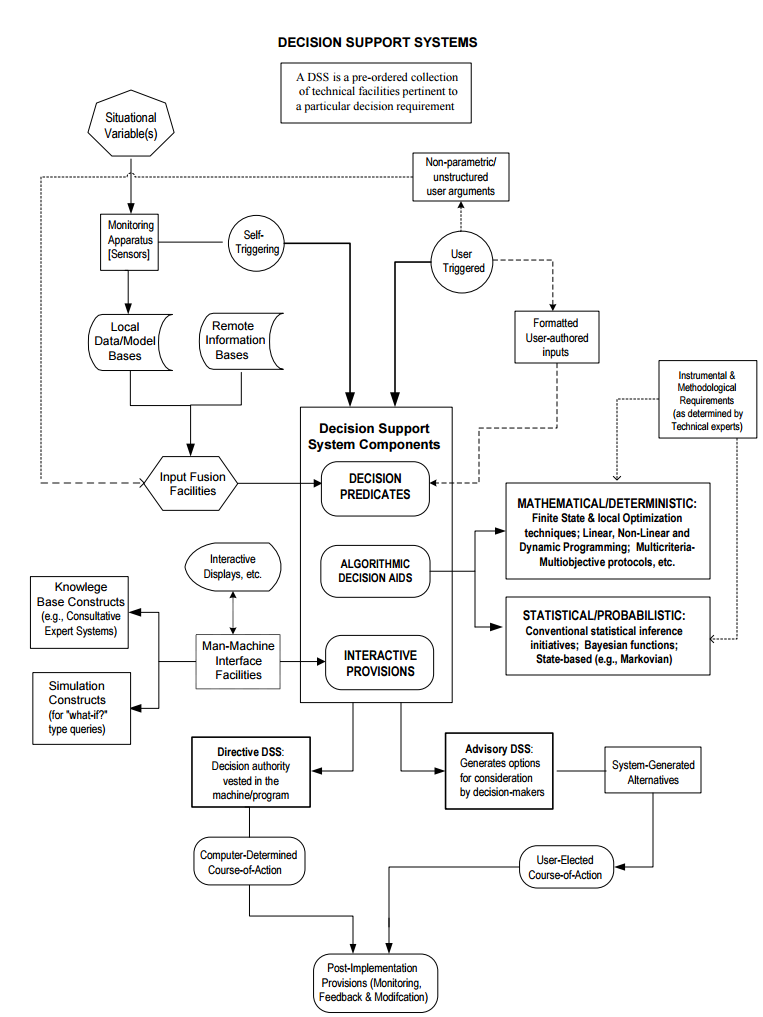 DECISION SUPPORT SYSTEMS
A DSS is a pre-ordered collection
of technical facilities pertinent to
a particular decision requirement
Situational
Variable(s)
Non-parametric/
unstructured
user arguments
Monitoring
Apparatus
[Sensors]
Self-
Triggering
User
Triggered
Local
Data/Model
Bases
Remote
Information
Bases
Formatted
User-authored
inputs
Instrumental &
Methodological
Requirements
(as determined by
Technical experts)
Decision Support
System Components
Input Fusion
Facilities
DECISION
PREDICATES
MATHEMATICAL/DETERMINISTIC:
Finite State & local Optimization
techniques; Linear, Non-Linear and
Dynamic Programming; Multicriteria-
Multiobjective protocols, etc.
Interactive
Displays, etc.
ALGORITHMIC
DECISION AIDS
Knowlege
Base Constructs
(e.g., Consultative
Expert Systems)
STATISTICAL/PROBABILISTIC:
Conventional statistical inference
initiatives; Bayesian functions;
State-based (e.g., Markovian)
Man-Machine
Interface
Facilities
INTERACTIVE
PROVISIONS
Simulation
Constructs
(for "what-if?"
type queries)
Directive DSS:
Decision authority
vested in the
machine/program
Advisory DSS:
Generates options
for consideration
by decision-makers
System-Generated
Alternatives
Computer-Determined
Course-of-Action
User-Elected
Course-of-Action
Post-Implementation
Provisions (Monitoring,
Feedback & Modifcation)